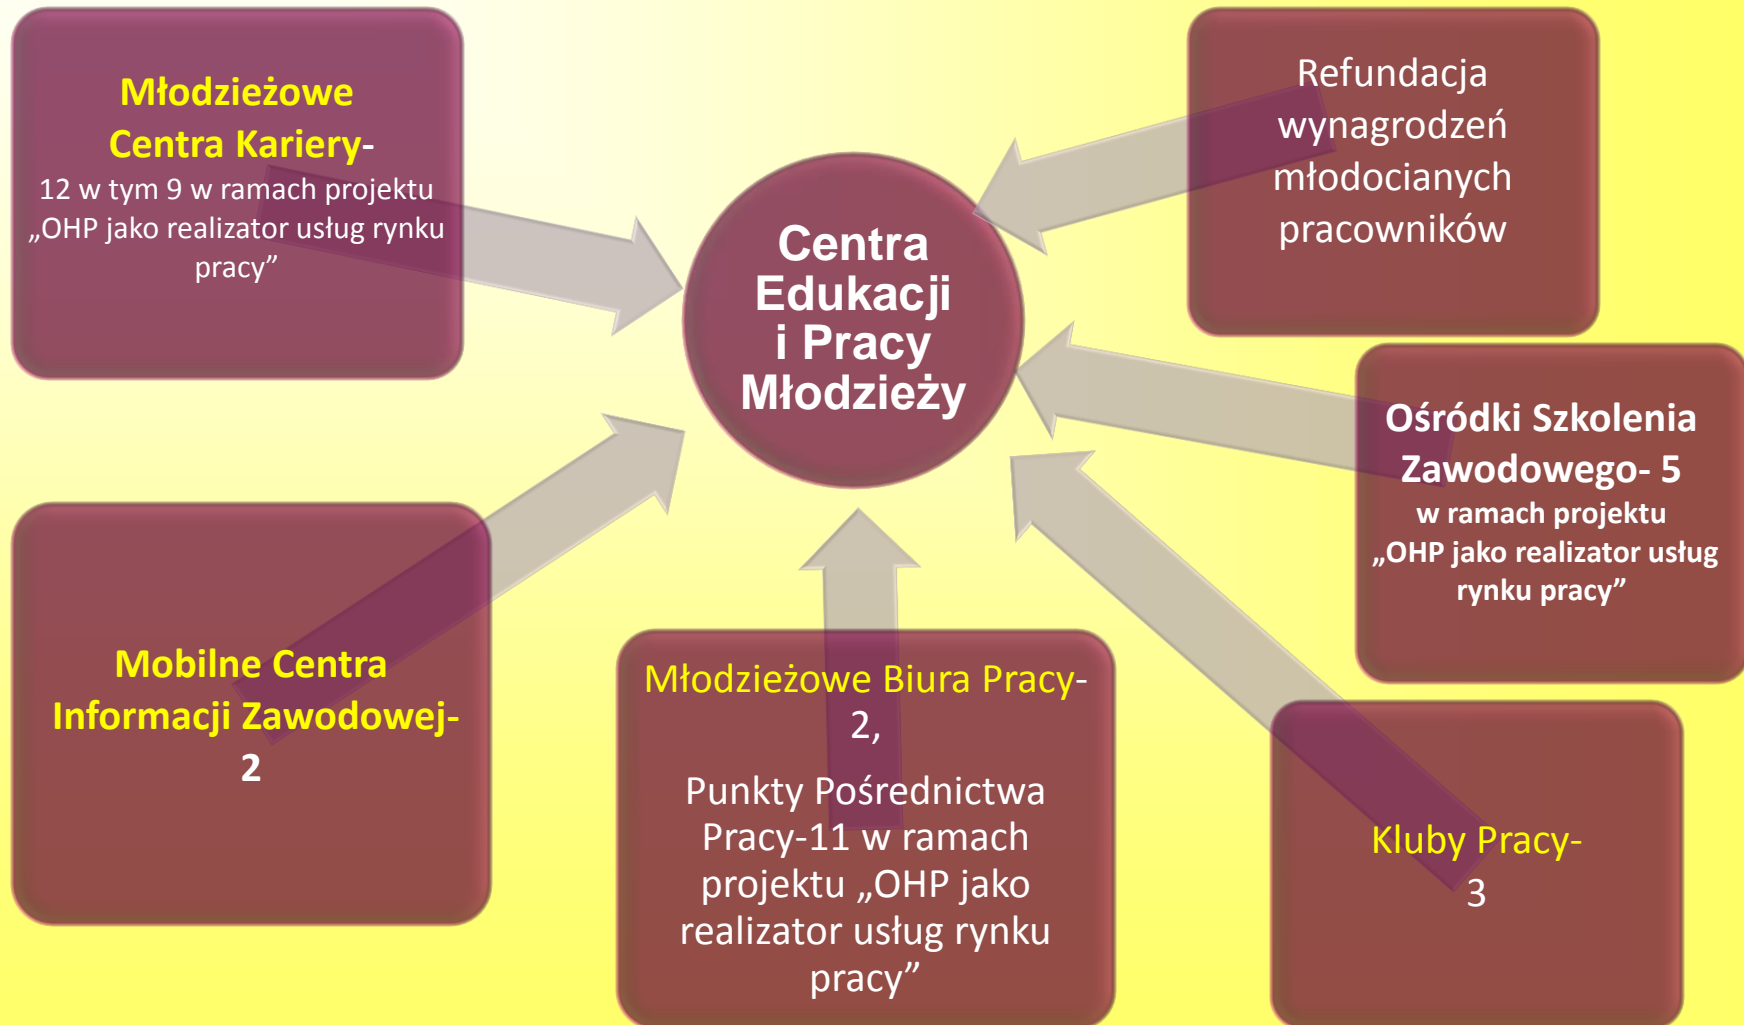 Młodzieżowe
Centra Kariery-
12 w tym 9 w ramach projektu
„OHP jako realizator usług rynku
pracy”
Refundacja
wynagrodzeń
młodocianych
pracowników
Centra
Edukacji
i Pracy
Młodzieży
Ośródki Szkolenia
Zawodowego- 5
w ramach projektu
„OHP jako realizator usług
rynku pracy”
Mobilne Centra
Informacji Zawodowej-
2
Młodzieżowe Biura Pracy-
2,
Punkty Pośrednictwa
Pracy-11 w ramach
projektu „OHP jako
realizator usług rynku
pracy”
Kluby Pracy-
3